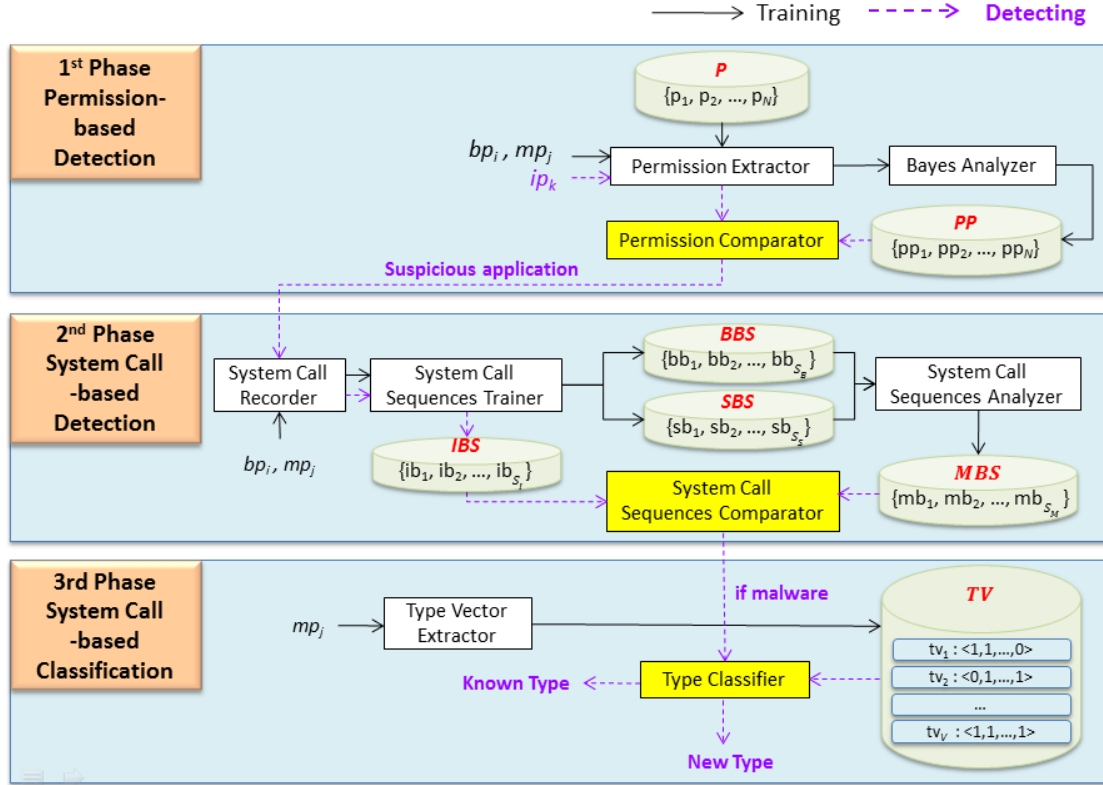 Training
Detecting
1st Phase
Permission-
based
Detection
P
{p1, p2, ..., pN}
bpi , mpj
ipk
Permission Extractor
Bayes Analyzer
Permission Comparator
PP
{pp1, pp2, ..., ppN}
Suspicious application
2nd Phase
System Call
-based
Detection
System Call
Recorder
System Call
Sequences Trainer
BBS
{bb1, bb2, ..., bbSB}
SBS
{sb1, sb2, ..., sbSS}
System Call
Sequences Analyzer
bpi , mpj
IBS
{ib1, ib2, ..., ibSI}
System Call
Sequences Comparator
MBS
{mb1, mb2, ..., mbSM}
3rd Phase
System Call
-based
Classification
if malware
mpj
Type Vector
Extractor
TV
tv1 : <1,1,...,0>
tv2 : <0,1,...,1>
...
tvV : <1,1,...,1>
Known Type
Type Classifier
New Type